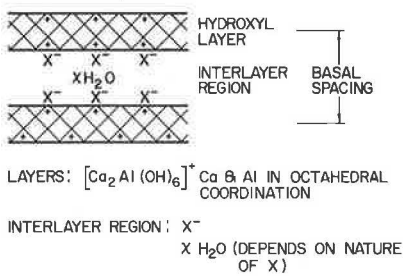 HYDROXYL
LAYER
X⁻ X⁻ X⁻
XH₂O
X⁻ X⁻ X⁻
INTERLAYER
REGION
BASAL
SPACING
LAYERS: [Ca₂ Al (OH)₆]⁺ Ca & Al IN OCTAHEDRAL
COORDINATION
INTERLAYER REGION: X⁻
X H₂O (DEPENDS ON NATURE
OF X)